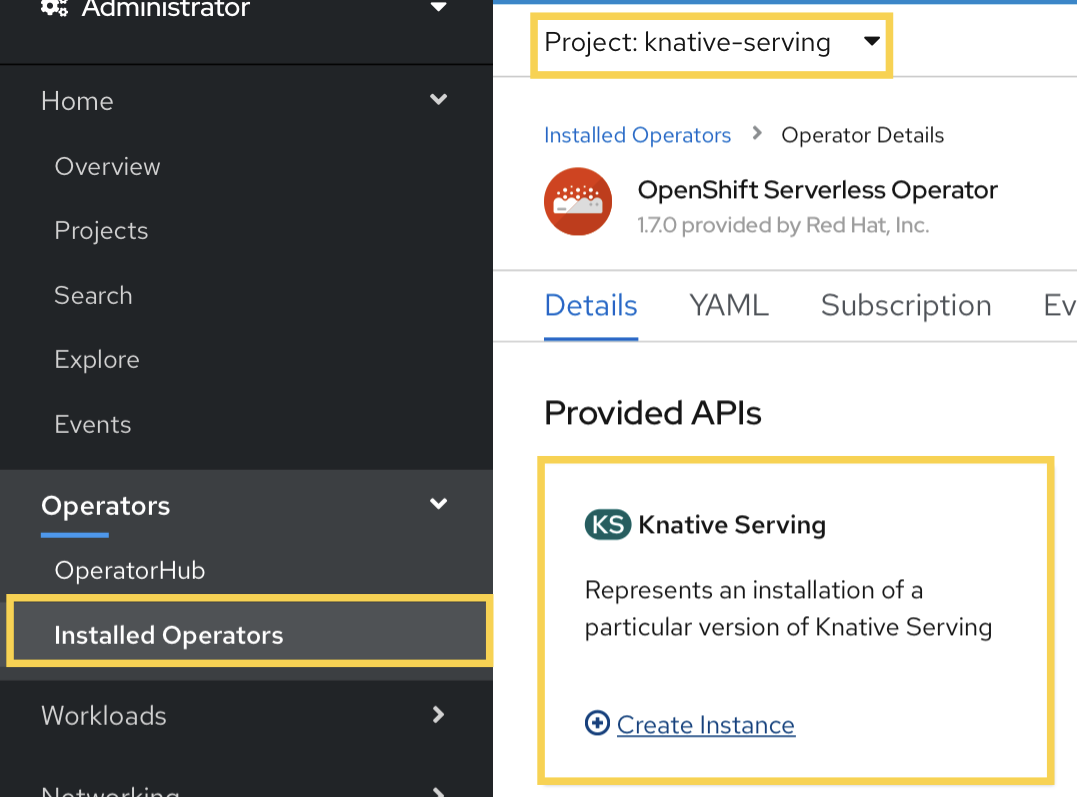 Administrator
Home
Overview
Projects
Search
Explore
Events
Operators
OperatorHub
Installed Operators
Workloads
Networking
Project: knative-serving
Installed Operators > Operator Details
OpenShift Serverless Operator
1.7.0 provided by Red Hat, Inc.
Details YAML Subscription Ev
Provided APIs
KS Knative Serving
Represents an installation of a
particular version of Knative Serving
Create Instance